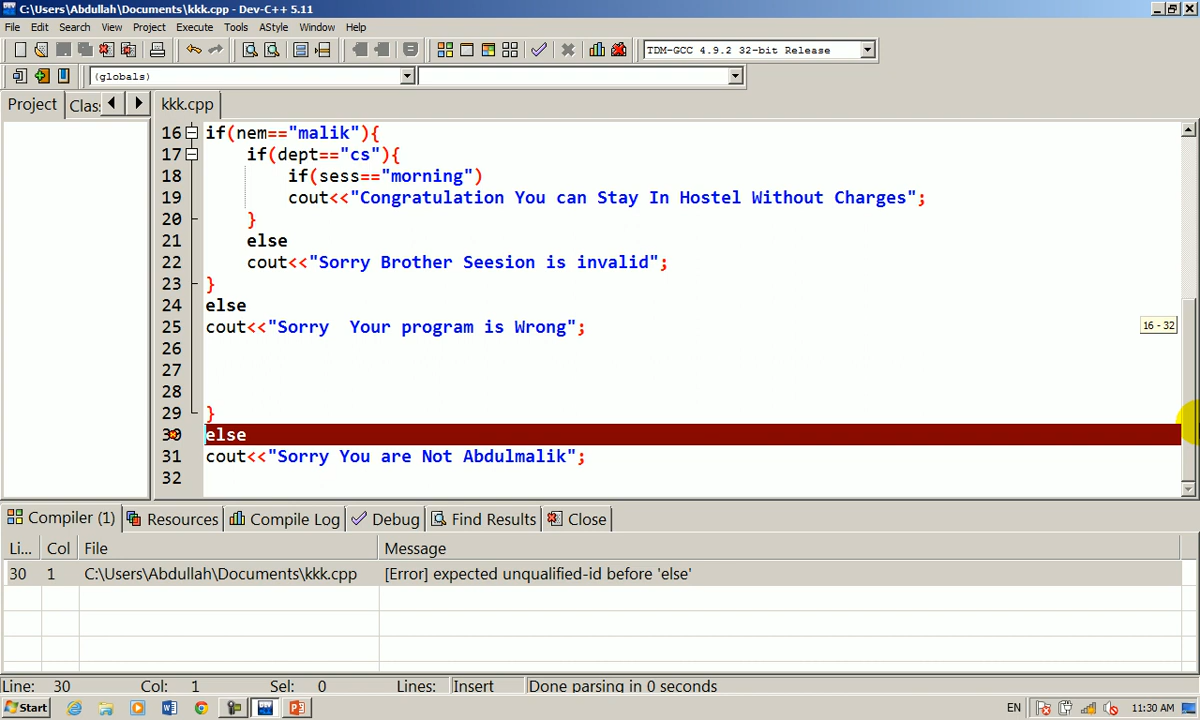 C:\Users\Abdullah\Documents\kkk.cpp - Dev-C++ 5.11
File Edit Search View Project Execute Tools AStyle Window Help
TDM-GCC 4.9.2 32-bit Release
(globals)
Project Clas kkk.cpp
16 if(nem=="malik"){
17 if(dept=="cs"){
18 if(sess=="morning")
19 cout<<"Congratulation You can Stay In Hostel Without Charges";
20 }
21 else
22 cout<<"Sorry Brother Seesion is invalid";
23 }
24 else
25 cout<<"Sorry  Your program is Wrong";
16 - 32
26
27
28
29 }
30 else
31 cout<<"Sorry You are Not Abdulmalik";
32
Compiler (1) Resources Compile Log Debug Find Results Close
Li... Col File Message
30 1 C:\Users\Abdullah\Documents\kkk.cpp [Error] expected unqualified-id before 'else'
Line: 30 Col: 1 Sel: 0 Lines: Insert Done parsing in 0 seconds
Start EN 11:30 AM